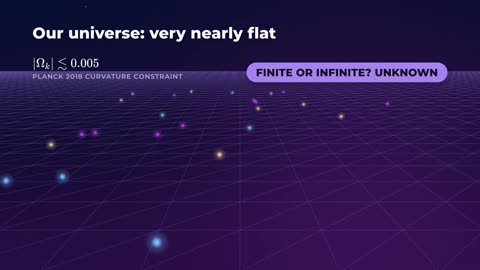 Our universe: very nearly flat
|Ωₖ| ≲ 0.005
PLANCK 2018 CURVATURE CONSTRAINT
FINITE OR INFINITE? UNKNOWN